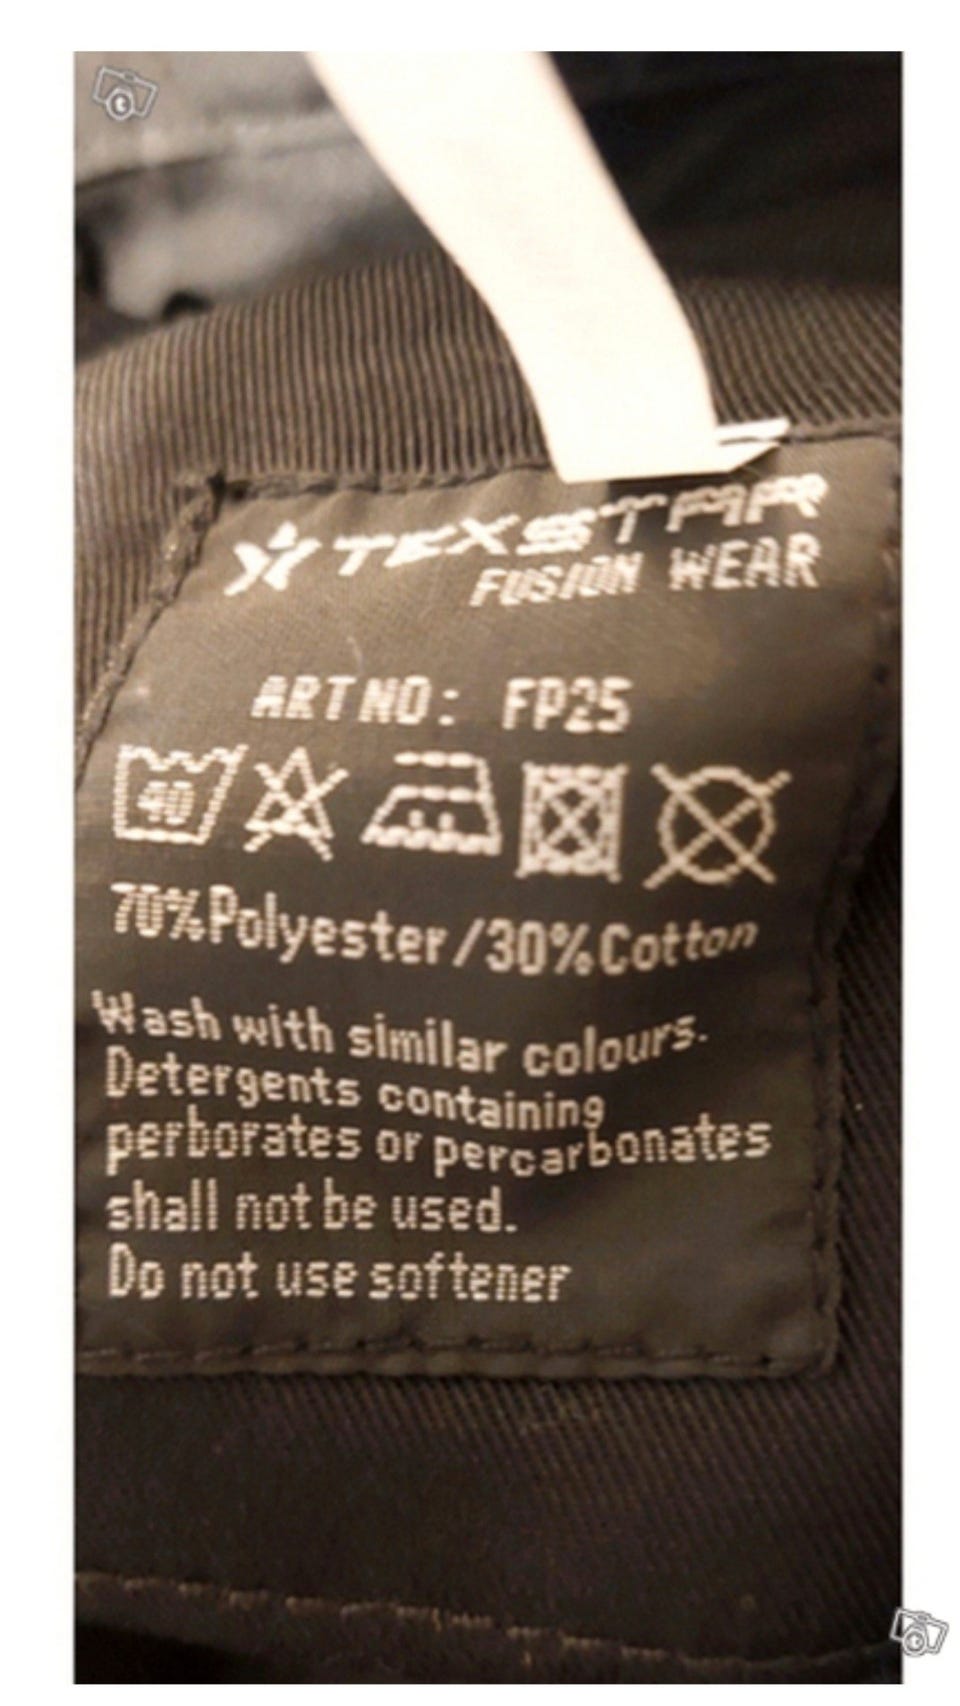 TEXSTAR
FUSION WEAR
ART NO: FP25
40
70%Polyester/30%Cotton
Wash with similar colours.
Detergents containing
perborates or percarbonates
shall not be used.
Do not use softener